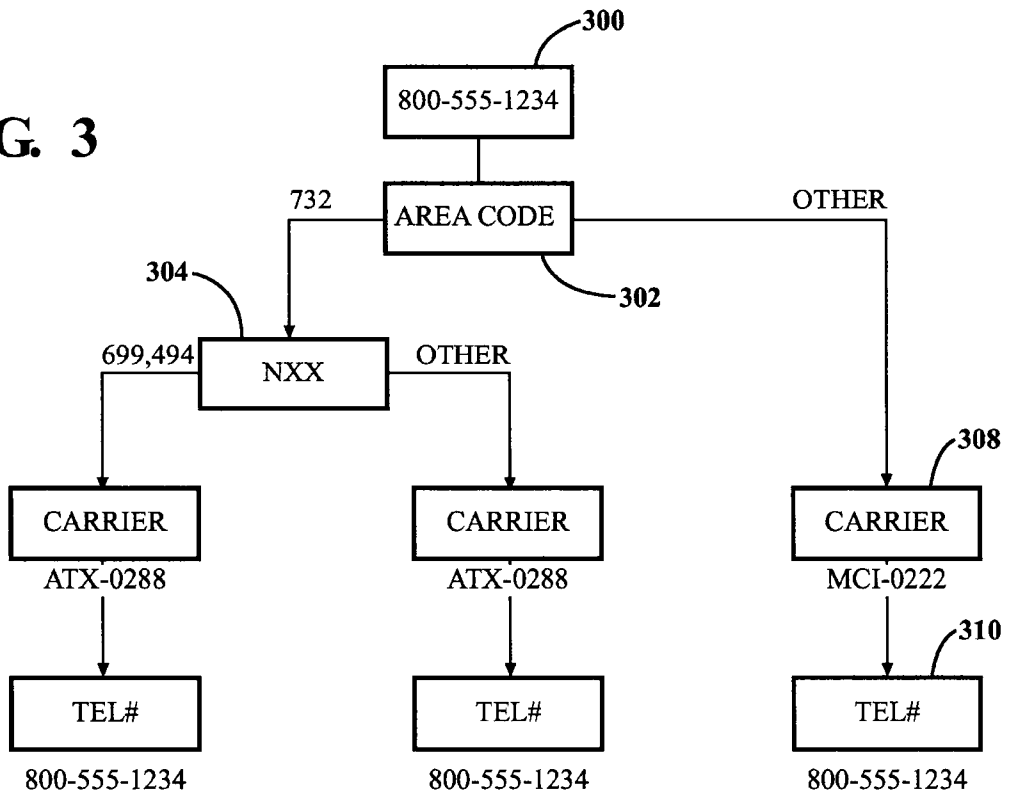 300
800-555-1234
G. 3
732
AREA CODE
OTHER
304
302
699,494
NXX
OTHER
308
CARRIER
CARRIER
CARRIER
ATX-0288
ATX-0288
MCI-0222
310
TEL#
TEL#
TEL#
800-555-1234
800-555-1234
800-555-1234